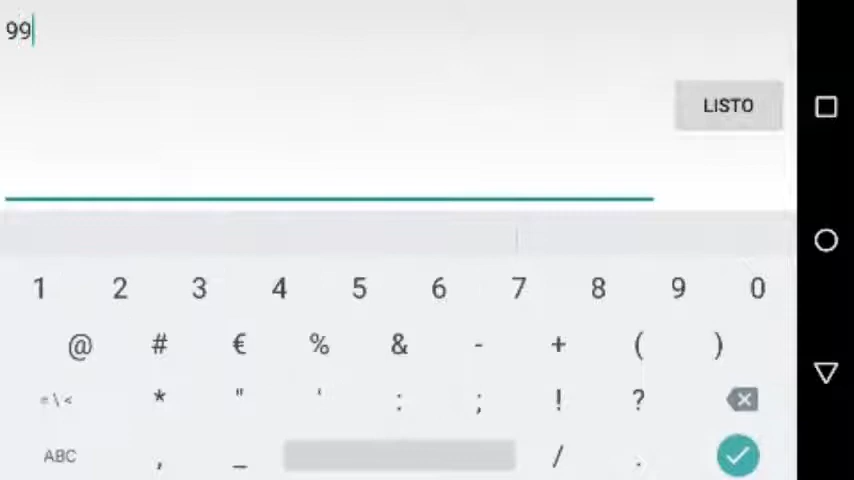 99
LISTO
1 2 3 4 5 6 7 8 9 0
@ # € % & - + ( )
= \ < * " ' : ; ! ?
ABC , _ / .